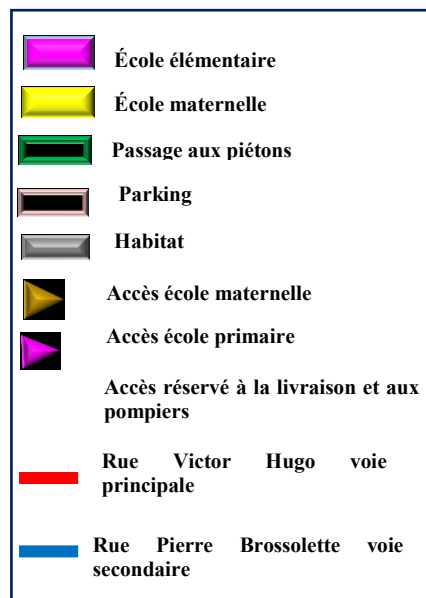 École élémentaire
École maternelle
Passage aux piétons
Parking
Habitat
Accès école maternelle
Accès école primaire
Accès réservé à la livraison et aux
pompiers
Rue Victor Hugo voie
principale
Rue Pierre Brossolette voie
secondaire